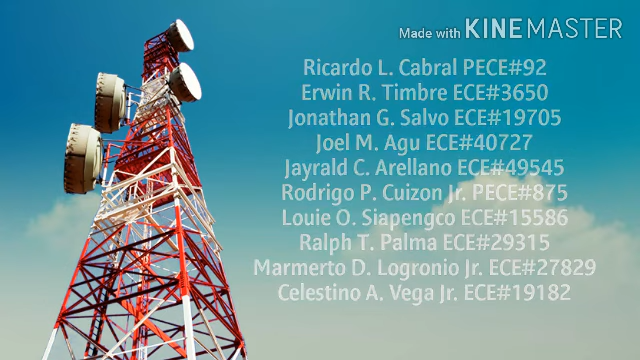 Made with KINEMASTER
Ricardo L. Cabral PECE#92
Erwin R. Timbre ECE#3650
Jonathan G. Salvo ECE#19705
Joel M. Agu ECE#40727
Jayrald C. Arellano ECE#49545
Rodrigo P. Cuizon Jr. PECE#875
Louie O. Siapengco ECE#15586
Ralph T. Palma ECE#29315
Marmerto D. Logronio Jr. ECE#27829
Celestino A. Vega Jr. ECE#19182